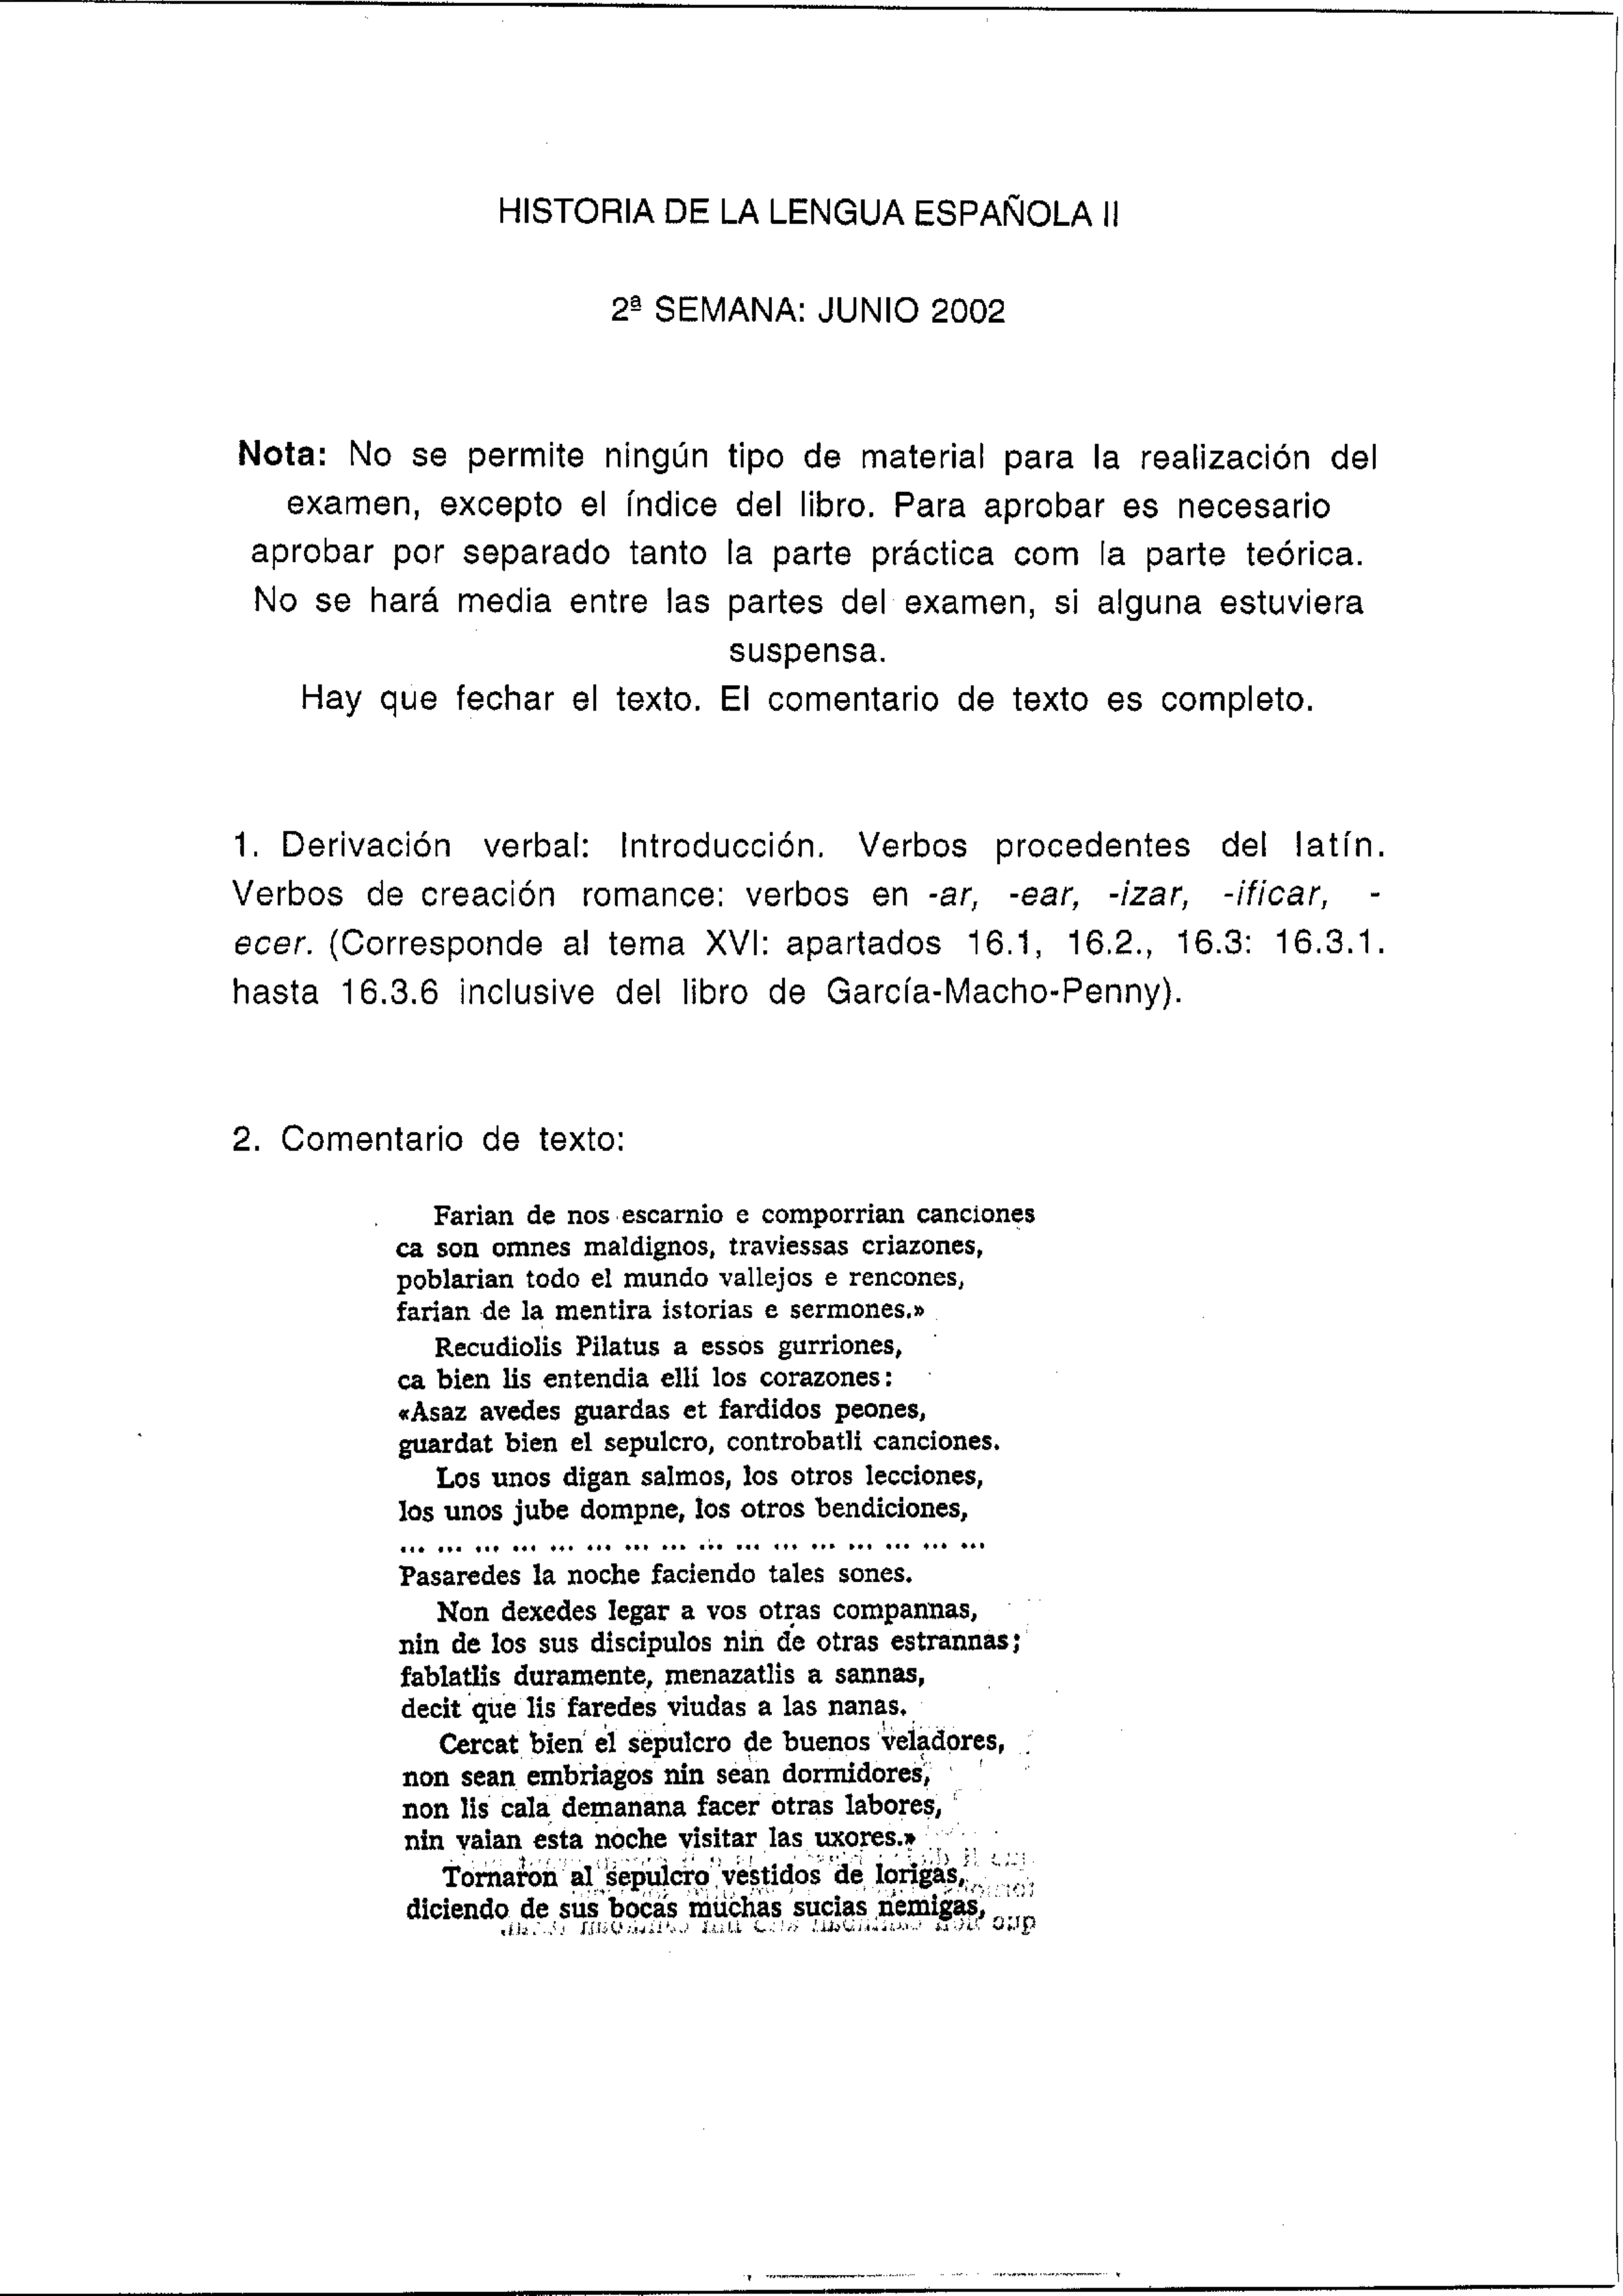 HISTORIA DE LA LENGUA ESPAÑOLA II
2ª SEMANA: JUNIO 2002
Nota: No se permite ningún tipo de material para la realización del
examen, excepto el índice del libro. Para aprobar es necesario
aprobar por separado tanto la parte práctica com la parte teórica.
No se hará media entre las partes del examen, si alguna estuviera
suspensa.
Hay que fechar el texto. El comentario de texto es completo.
1. Derivación verbal: Introducción. Verbos procedentes del latín.
Verbos de creación romance: verbos en -ar, -ear, -izar, -ificar, -
ecer. (Corresponde al tema XVI: apartados 16.1, 16.2., 16.3: 16.3.1.
hasta 16.3.6 inclusive del libro de García-Macho-Penny).
2. Comentario de texto:
Farian de nos escarnio e comporrian canciones
ca son omnes maldignos, traviessas criazones,
poblarian todo el mundo vallejos e rencones,
farian de la mentira istorias e sermones.»
Recudiolis Pilatus a essos gurriones,
ca bien lis entendia elli los corazones:
«Asaz avedes guardas et fardidos peones,
guardat bien el sepulcro, controbatli canciones.
Los unos digan salmos, los otros lecciones,
los unos jube dompne, los otros bendiciones,
... ... ... ... ... ... ... ... ... ... ... ... ... ... ... ...
Pasaredes la noche faciendo tales sones.
Non dexedes legar a vos otras compannas,
nin de los sus discipulos nin de otras estrannas;
fablatlis duramente, menazatlis a sannas,
decit que lis faredes viudas a las nanas.
Cercat bien el sepulcro de buenos veladores,
non sean embriagos nin sean dormidores,
non lis cala demanana facer otras labores,
nin vaian esta noche visitar las uxores.»
Tornaron al sepulcro vestidos de lorigas,
diciendo de sus bocas muchas sucias nemigas,